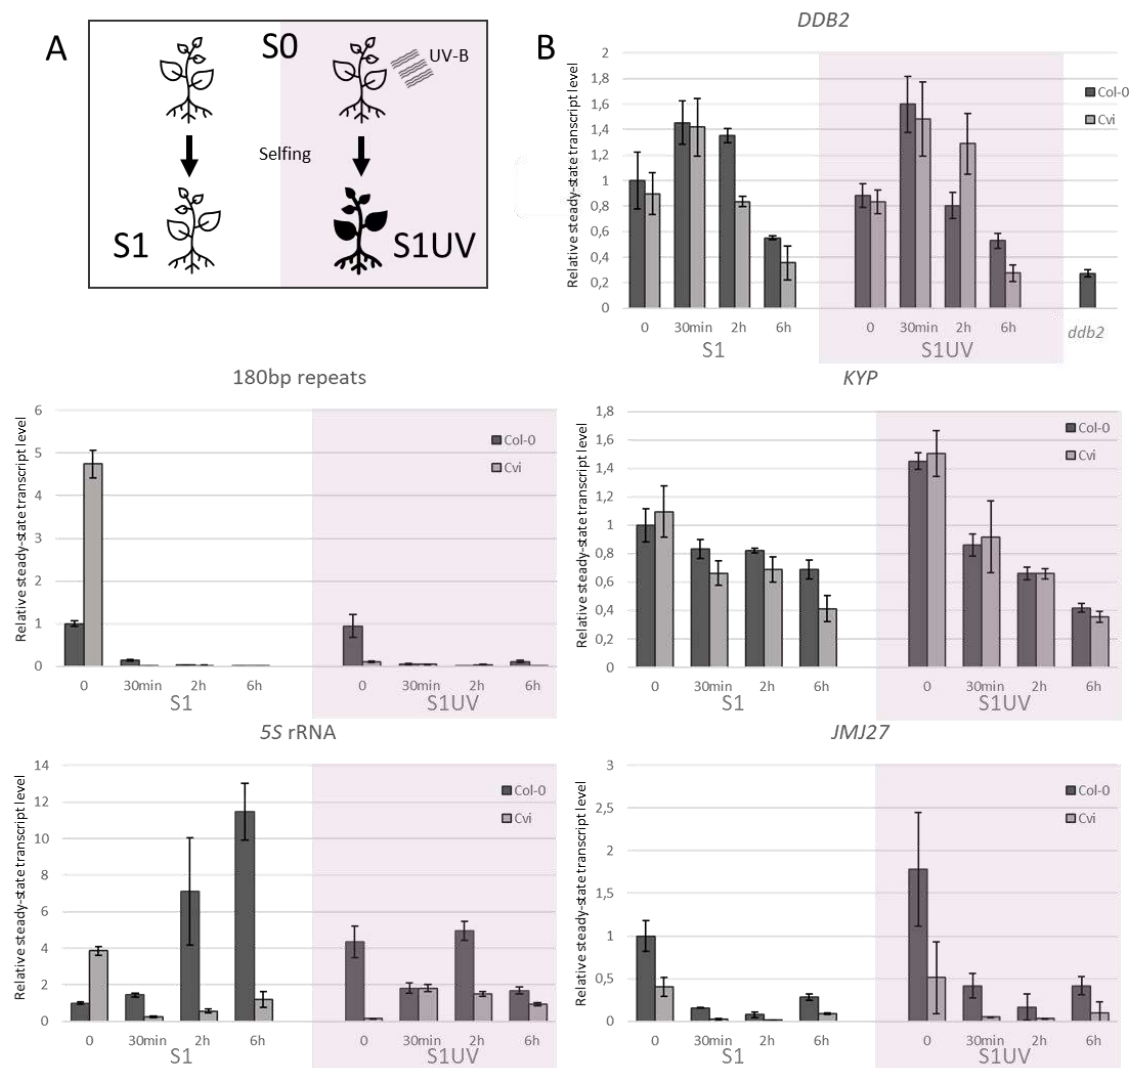 A
S0
UV-B
Selfing
S1
S1UV
B
DDB2
Relative steady-state transcript level
2
1,8
1,6
1,4
1,2
1
0,8
0,6
0,4
0,2
0
Col-0
Cvi
0 30min 2h 6h 0 30min 2h 6h
S1 S1UV ddb2
180bp repeats
Relative steady-state transcript level
6
5
4
3
2
1
0
Col-0
Cvi
0 30min 2h 6h 0 30min 2h 6h
S1 S1UV
KYP
Relative steady-state transcript level
1,8
1,6
1,4
1,2
1
0,8
0,6
0,4
0,2
0
Col-0
Cvi
0 30min 2h 6h 0 30min 2h 6h
S1 S1UV
5S rRNA
Relative steady-state transcript level
14
12
10
8
6
4
2
0
Col-0
Cvi
0 30min 2h 6h 0 30min 2h 6h
S1 S1UV
JMJ27
Relative steady-state transcript level
3
2,5
2
1,5
1
0,5
0
Col-0
Cvi
0 30min 2h 6h 0 30min 2h 6h
S1 S1UV